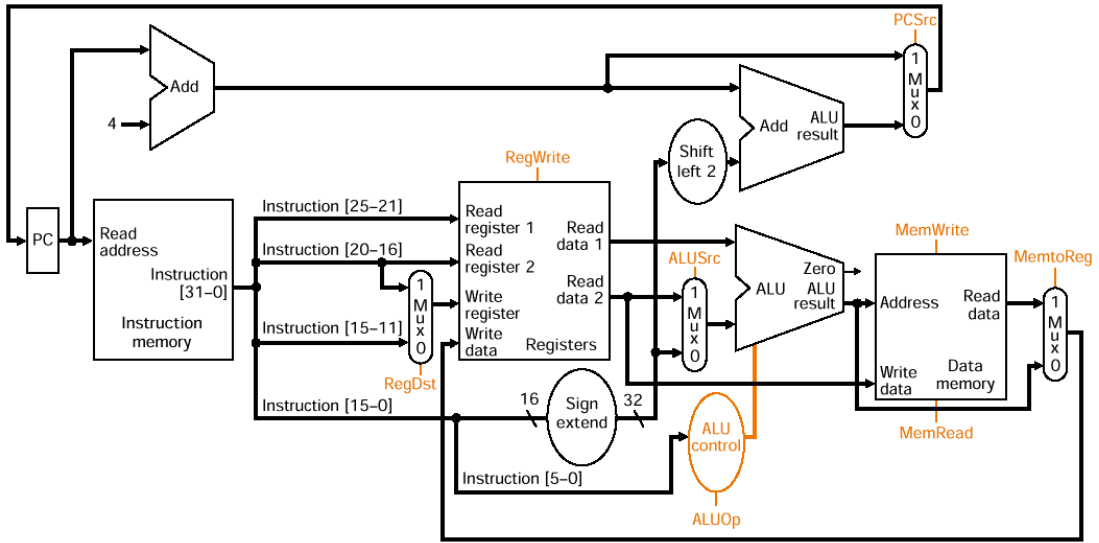 PCSrc
1
M
u
x
0
Add
4
Add
ALU
result
Shift
left 2
RegWrite
PC
Read
address
Instruction
[31–0]
Instruction
memory
Instruction [25–21]
Instruction [20–16]
Instruction [15–11]
Instruction [15–0]
Instruction [5–0]
1
M
u
x
0
RegDst
Read
register 1
Read
register 2
Write
register
Write
data
Read
data 1
Read
data 2
Registers
16
Sign
extend
32
ALUSrc
1
M
u
x
0
ALU
control
ALUOp
Zero
ALU
ALU
result
MemWrite
Address
Read
data
Write
data
Data
memory
MemRead
MemtoReg
1
M
u
x
0